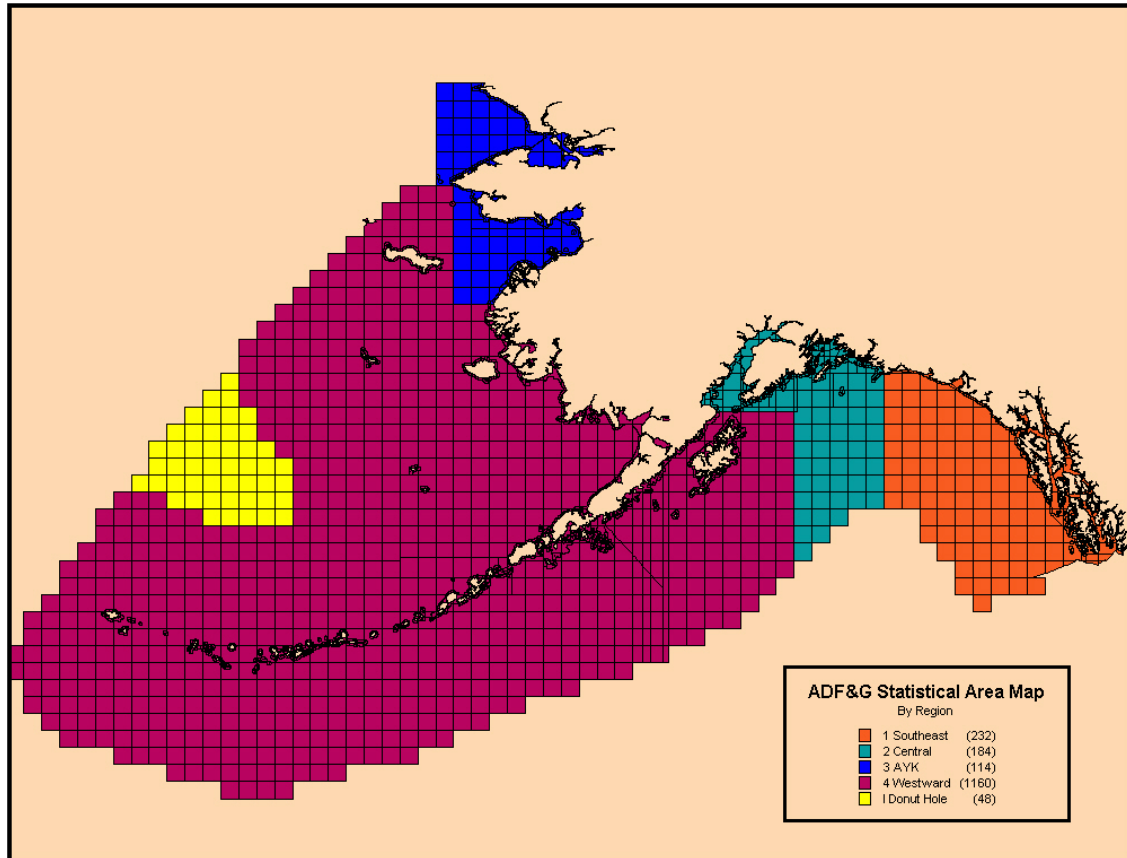 ADF&G Statistical Area Map
By Region
1 Southeast (232)
2 Central (184)
3 AYK (114)
4 Westward (1160)
I Donut Hole (48)